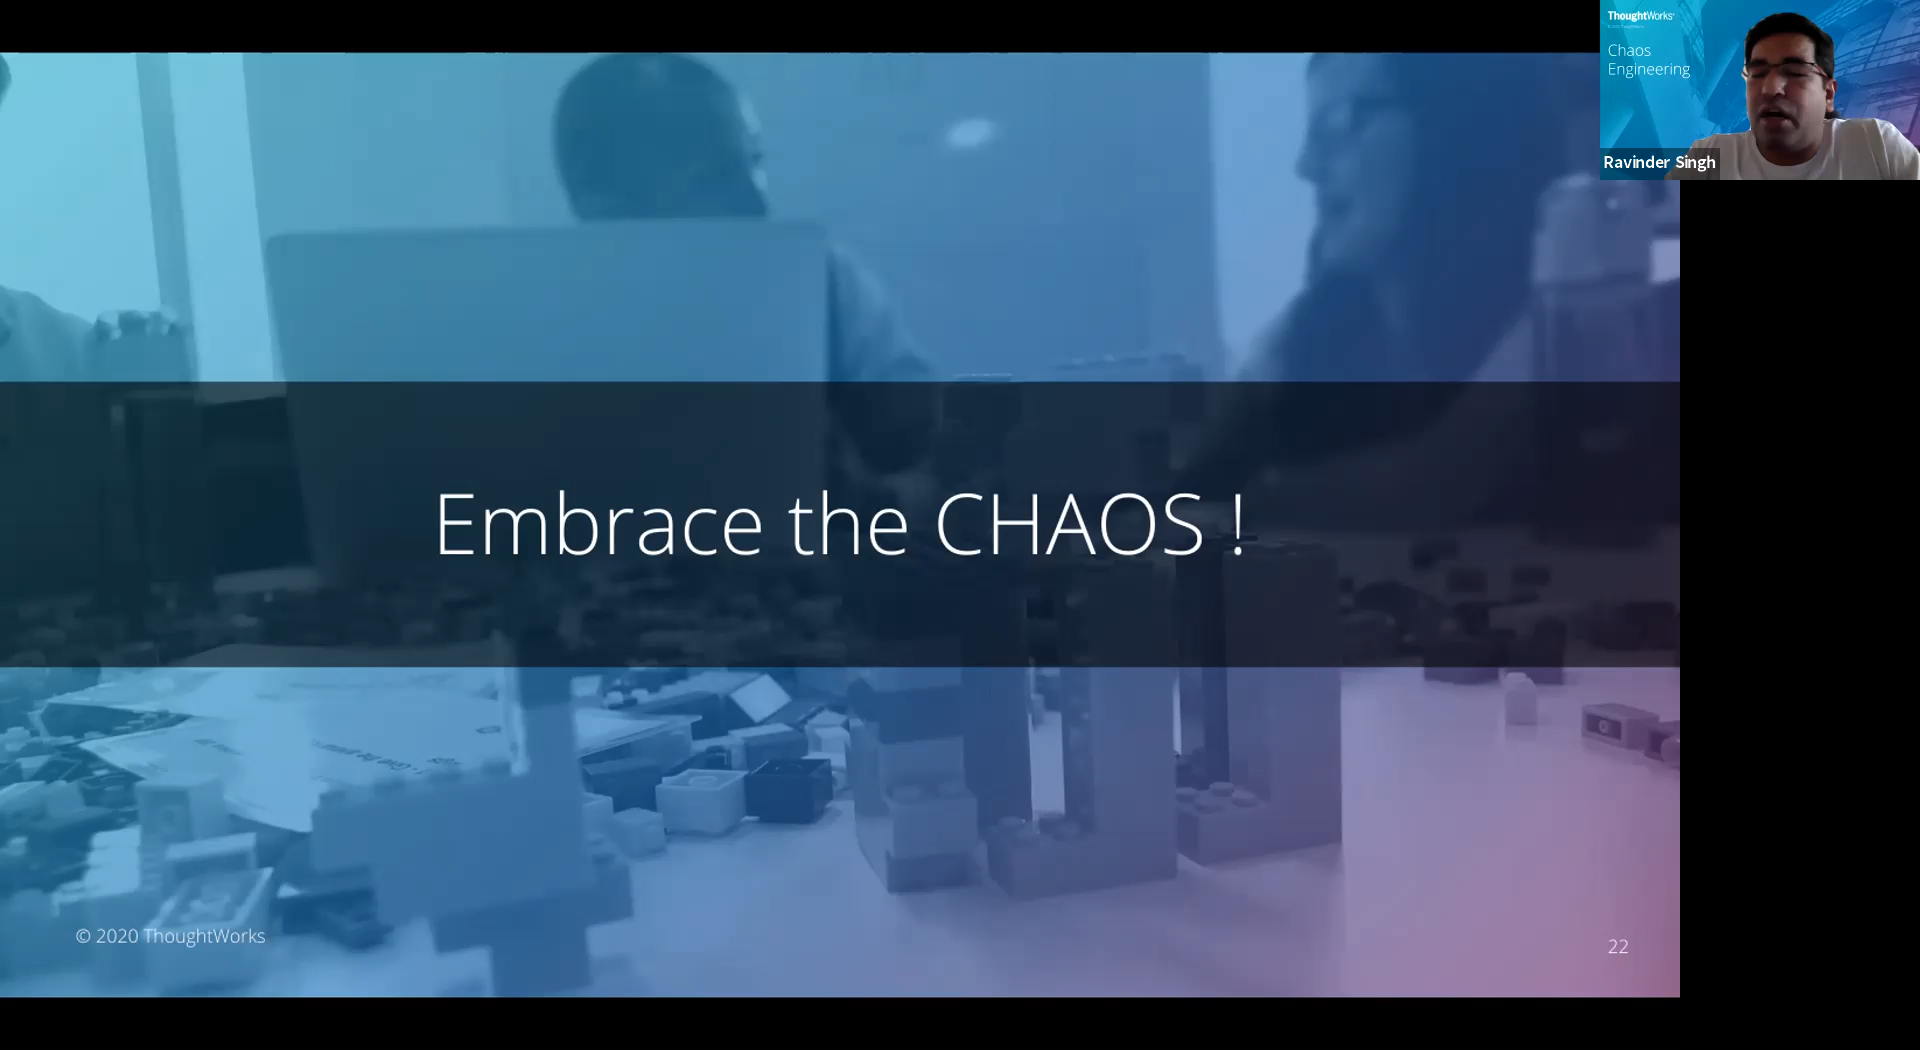 ThoughtWorks
Chaos
Engineering
Ravinder Singh
Embrace the CHAOS !
© 2020 ThoughtWorks
22